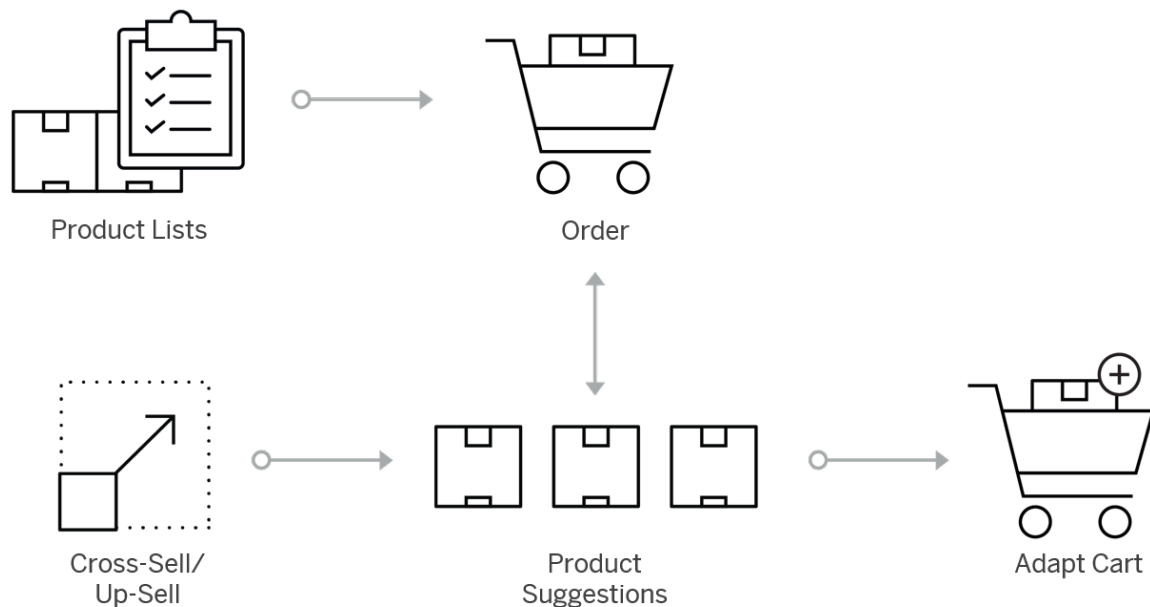 Product Lists
Order
Cross-Sell/
Up-Sell
Product
Suggestions
Adapt Cart